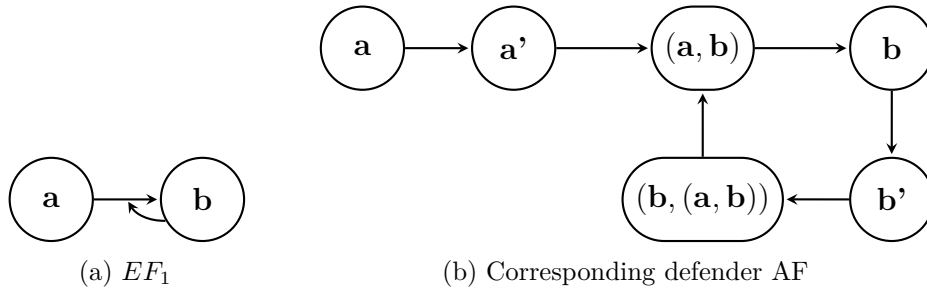 a
a’
(a, b)
b
a
b
(b, (a, b))
b’
(a) EF₁
(b) Corresponding defender AF